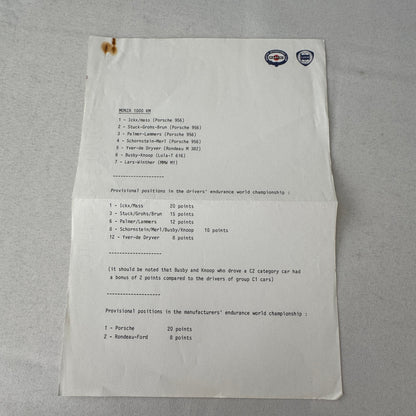 MONZA 1000 KM
1 - Ickx/Mass (Porsche 956)
2 - Stuck-Grohs-Brun (Porsche 956)
3 - Palmer-Lammers (Porsche 956)
4 - Schornstein-Merl (Porsche 956)
5 - Yver-de Dryver (Rondeau M 382)
6 - Busby-Knoop (Lola-T 616)
7 - Lars-Winther (MMW M1)
Provisional positions in the drivers' endurance world championship :
1 - Ickx/Mass 20 points
3 - Stuck/Grohs/Brun 15 points
6 - Palmer/Lammers 12 points
8 - Schornstein/Merl/Busby/Knoop 10 points
12 - Yver-de Dryver 8 points
(it should be noted that Busby and Knoop who drove a C2 category car had
a bonus of 2 points compared to the drivers of group C1 cars)
Provisional positions in the manufacturers' endurance world championship :
1 - Porsche 20 points
2 - Rondeau-Ford 8 points